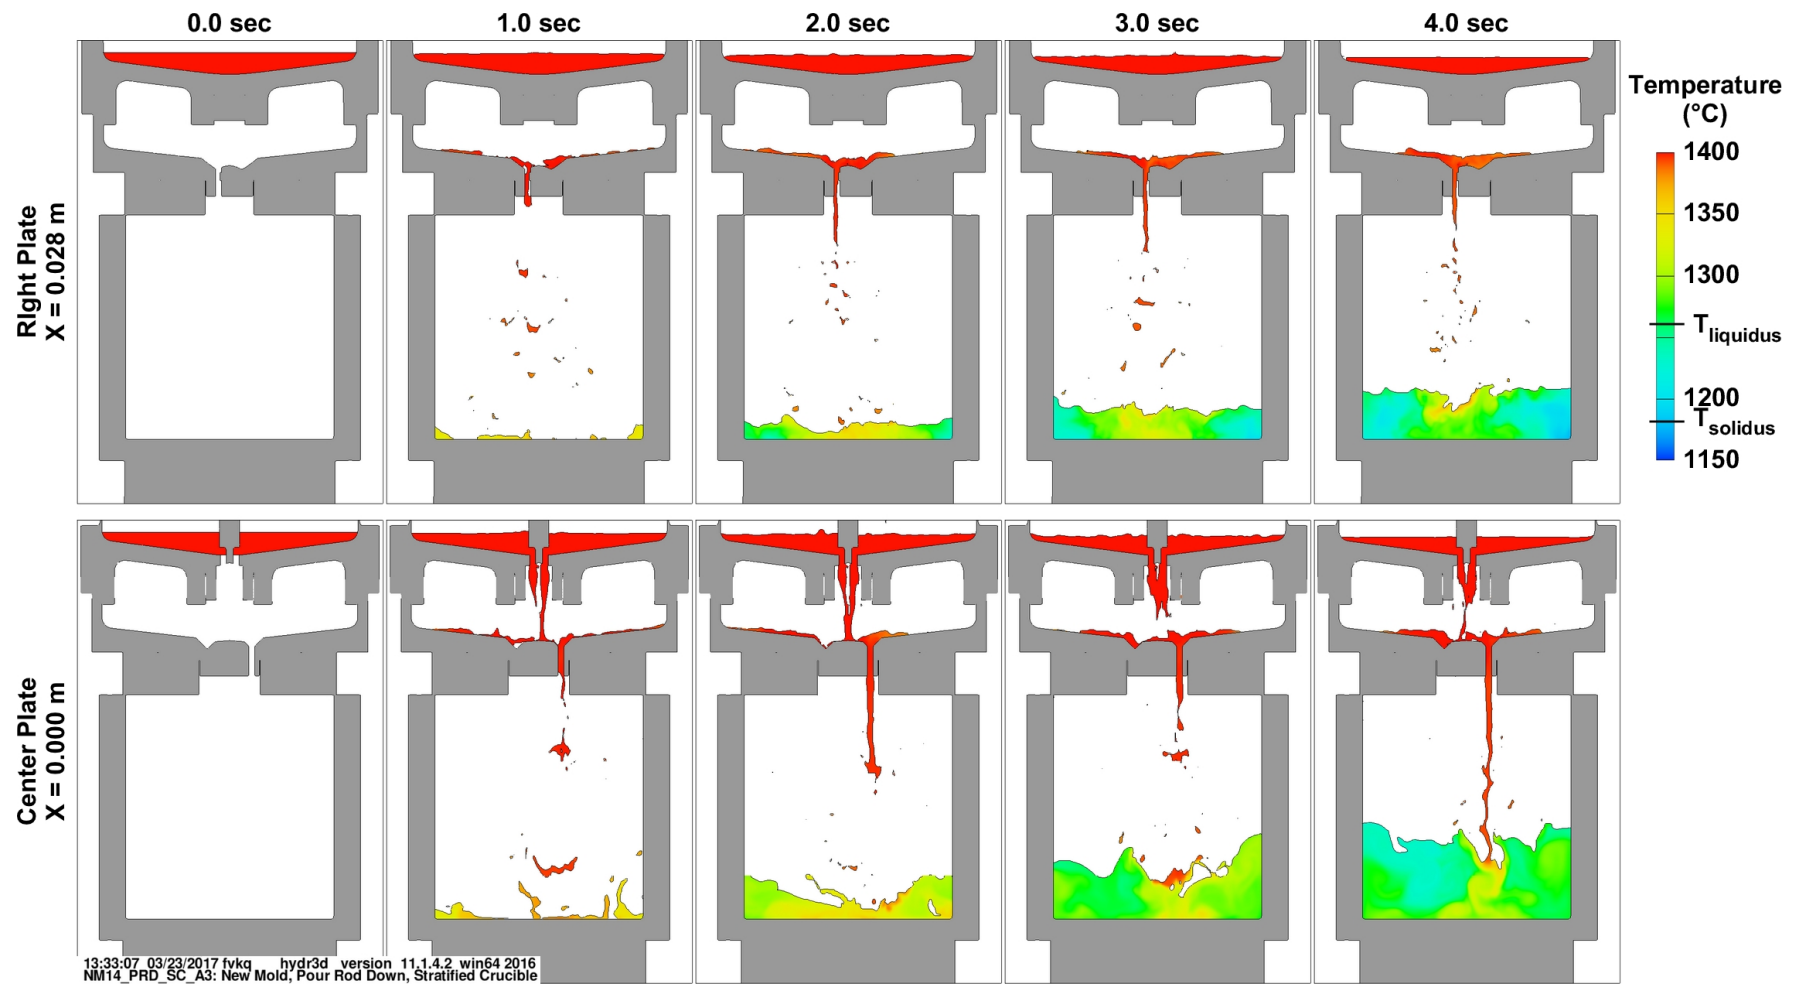 0.0 sec 1.0 sec 2.0 sec 3.0 sec 4.0 sec
RIght Plate
X = 0.028 m
Temperature
(°C)
1400
1350
1300
Tliquidus
1200
Tsolidus
1150
Center Plate
X = 0.000 m
13:33:07 03/23/2017 fvkq hydr3d version 11.1.4.2 win64 2016
NM14_PRD_SC_A3: New Mold, Pour Rod Down, Stratified Crucible